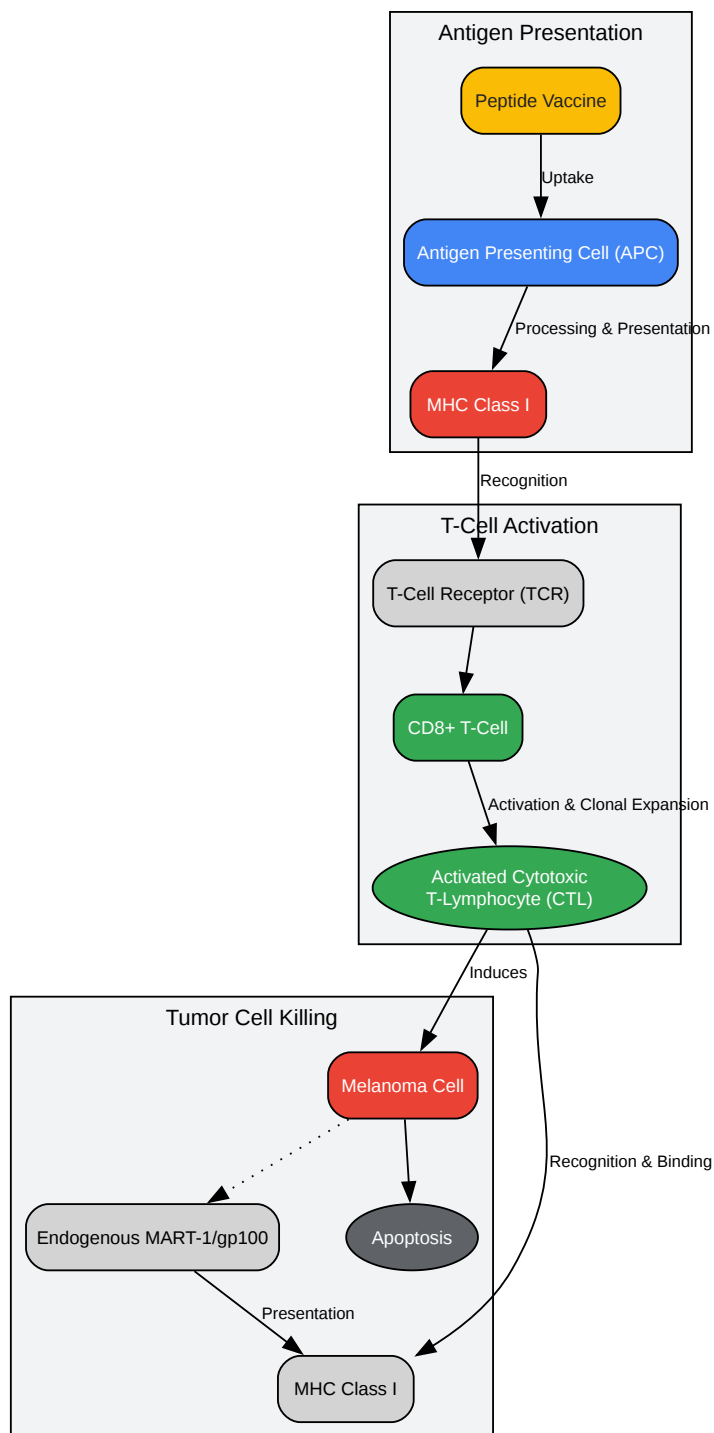 Antigen Presentation
Peptide Vaccine
Uptake
Antigen Presenting Cell (APC)
Processing & Presentation
MHC Class I
Recognition
T-Cell Activation
T-Cell Receptor (TCR)
CD8+ T-Cell
Activation & Clonal Expansion
Activated Cytotoxic
T-Lymphocyte (CTL)
Induces
Tumor Cell Killing
Melanoma Cell
Recognition & Binding
Endogenous MART-1/gp100
Apoptosis
Presentation
MHC Class I